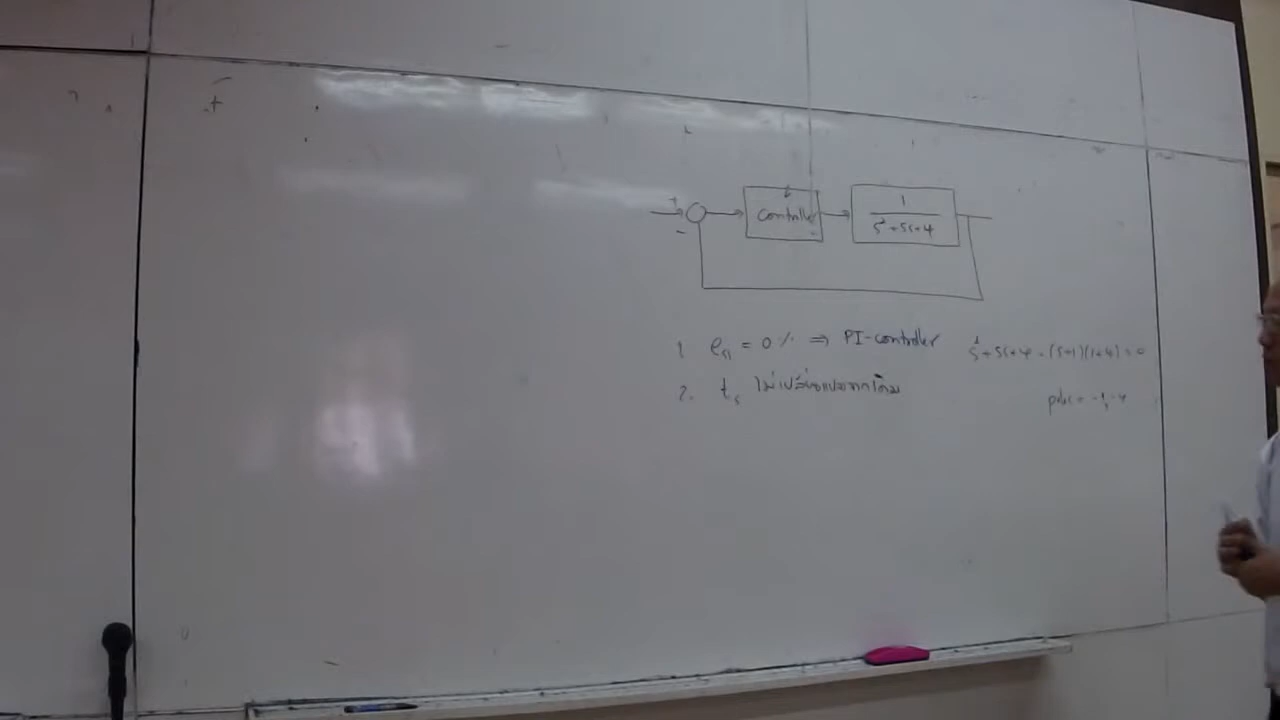 +
-
Controller
1
s²+5s+4
1. eₛₛ = 0 % ⇒ PI-controller
s²+5s+4 = (s+1)(s+4) = 0
2. tₛ ไม่เปลี่ยนแปลงจากเดิม
poles = -1, -4